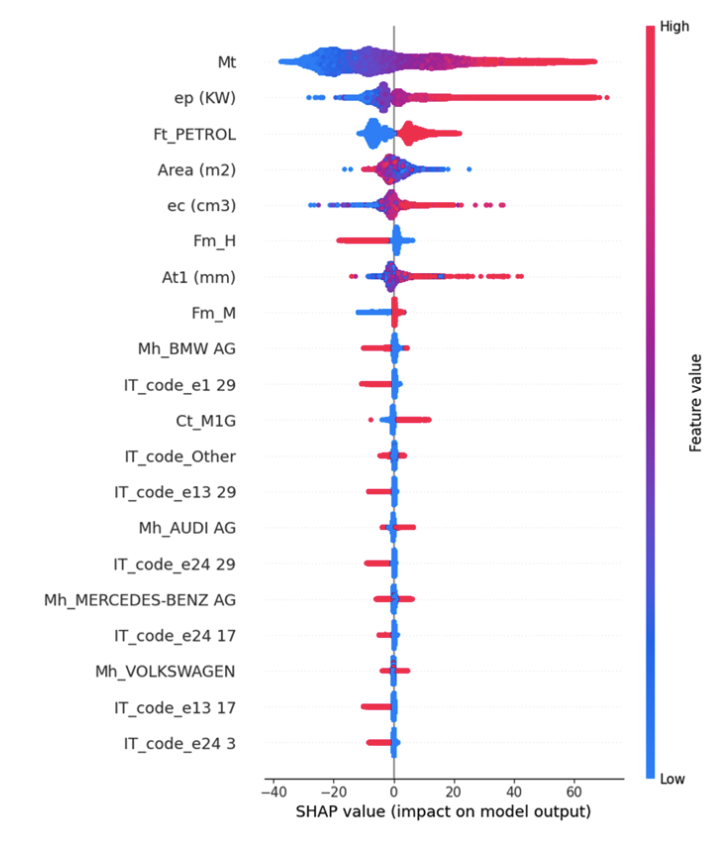 High
Mt
ep (KW)
Ft_PETROL
Area (m2)
ec (cm3)
Fm_H
At1 (mm)
Fm_M
Mh_BMW AG
IT_code_e1 29
Ct_M1G
IT_code_Other
IT_code_e13 29
Mh_AUDI AG
IT_code_e24 29
Mh_MERCEDES-BENZ AG
IT_code_e24 17
Mh_VOLKSWAGEN
IT_code_e13 17
IT_code_e24 3
Feature value
Low
−40 −20 0 20 40 60
SHAP value (impact on model output)